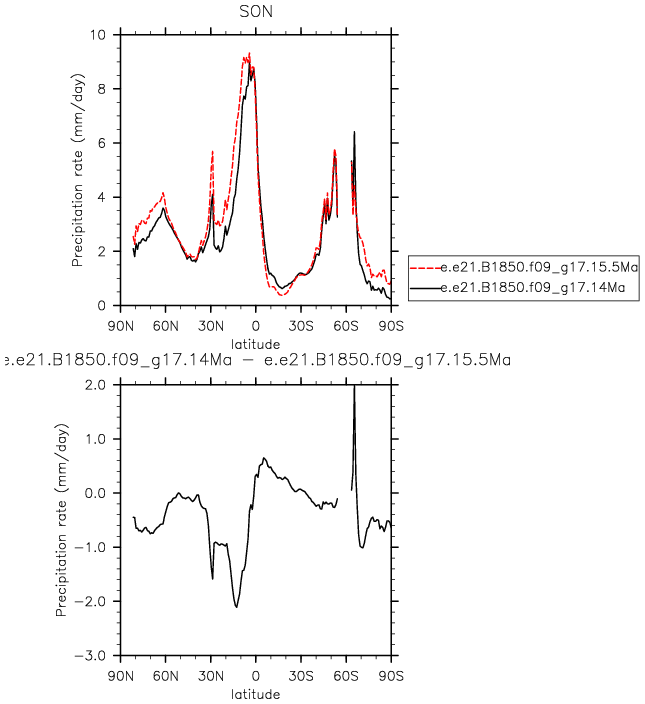 SON
10
8
6
4
2
0
Precipitation rate (mm/day)
90N 60N 30N 0 30S 60S 90S
latitude
e.e21.B1850.f09_g17.15.5Ma
e.e21.B1850.f09_g17.14Ma
e.e21.B1850.f09_g17.14Ma − e.e21.B1850.f09_g17.15.5Ma
2.0
1.0
0.0
−1.0
−2.0
−3.0
Precipitation rate (mm/day)
90N 60N 30N 0 30S 60S 90S
latitude